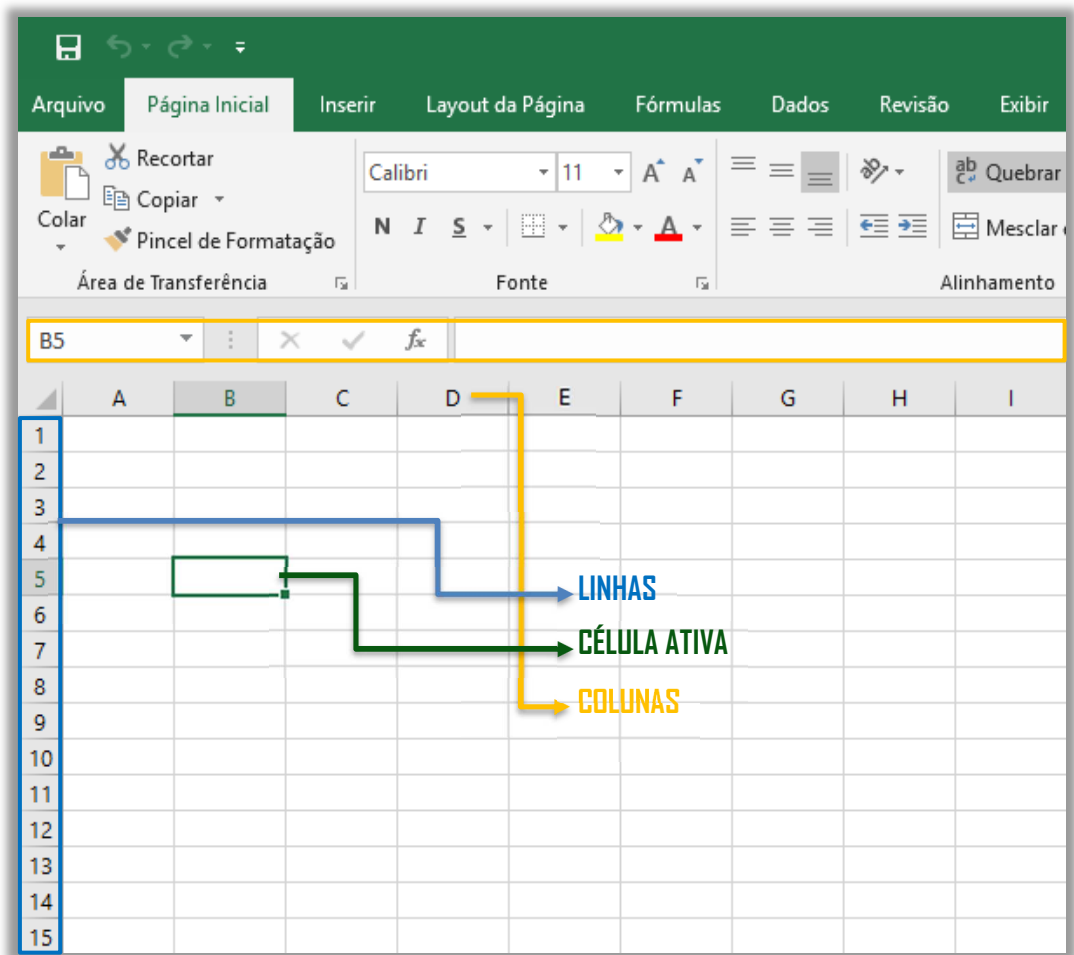 Arquivo Página Inicial Inserir Layout da Página Fórmulas Dados Revisão Exibir
Recortar
Copiar
Pincel de Formatação
Colar
Área de Transferência
Calibri 11 A A
N I S A
Fonte
ab c Quebrar
Mesclar
Alinhamento
B5 fx
A B C D E F G H I
1
2
3
4
5
LINHAS
6
7
CÉLULA ATIVA
8
COLUNAS
9
10
11
12
13
14
15